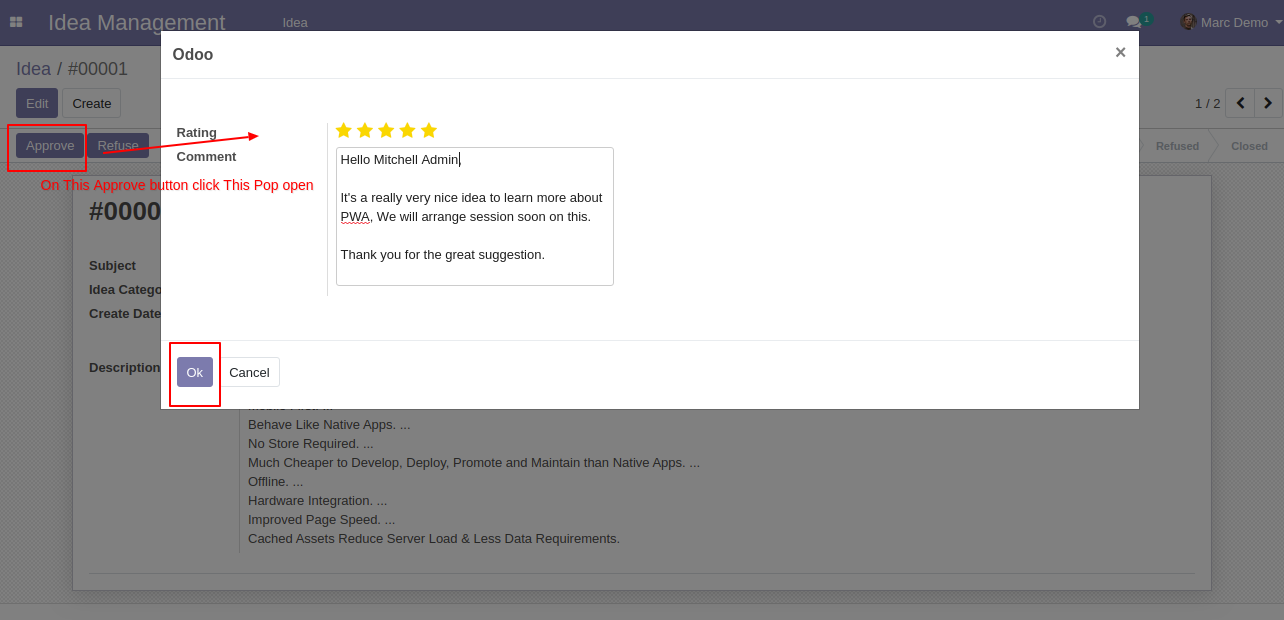 Idea Management
Idea
1
Marc Demo
Odoo
×
Idea / #00001
Edit
Create
1 / 2
Approve
Refuse
Refused
Closed
Rating
Comment
Hello Mitchell Admin,
It's a really very nice idea to learn more about
PWA, We will arrange session soon on this.
Thank you for the great suggestion.
On This Approve button click This Pop open
#0000
Subject
Idea Catego
Create Date
Description
Ok
Cancel
Behave Like Native Apps. ...
No Store Required. ...
Much Cheaper to Develop, Deploy, Promote and Maintain than Native Apps. ...
Offline. ...
Hardware Integration. ...
Improved Page Speed. ...
Cached Assets Reduce Server Load & Less Data Requirements.